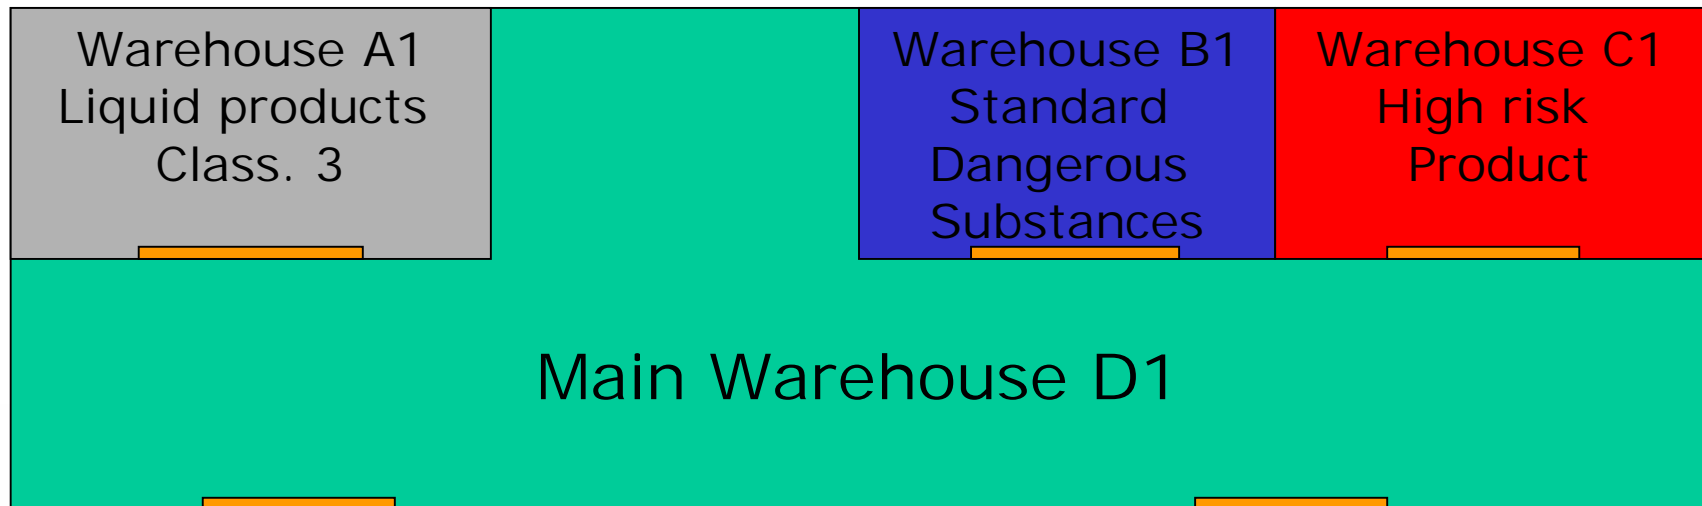 Warehouse A1
Liquid products
Class. 3
Warehouse B1
Standard
Dangerous
Substances
Warehouse C1
High risk
Product
Main Warehouse D1